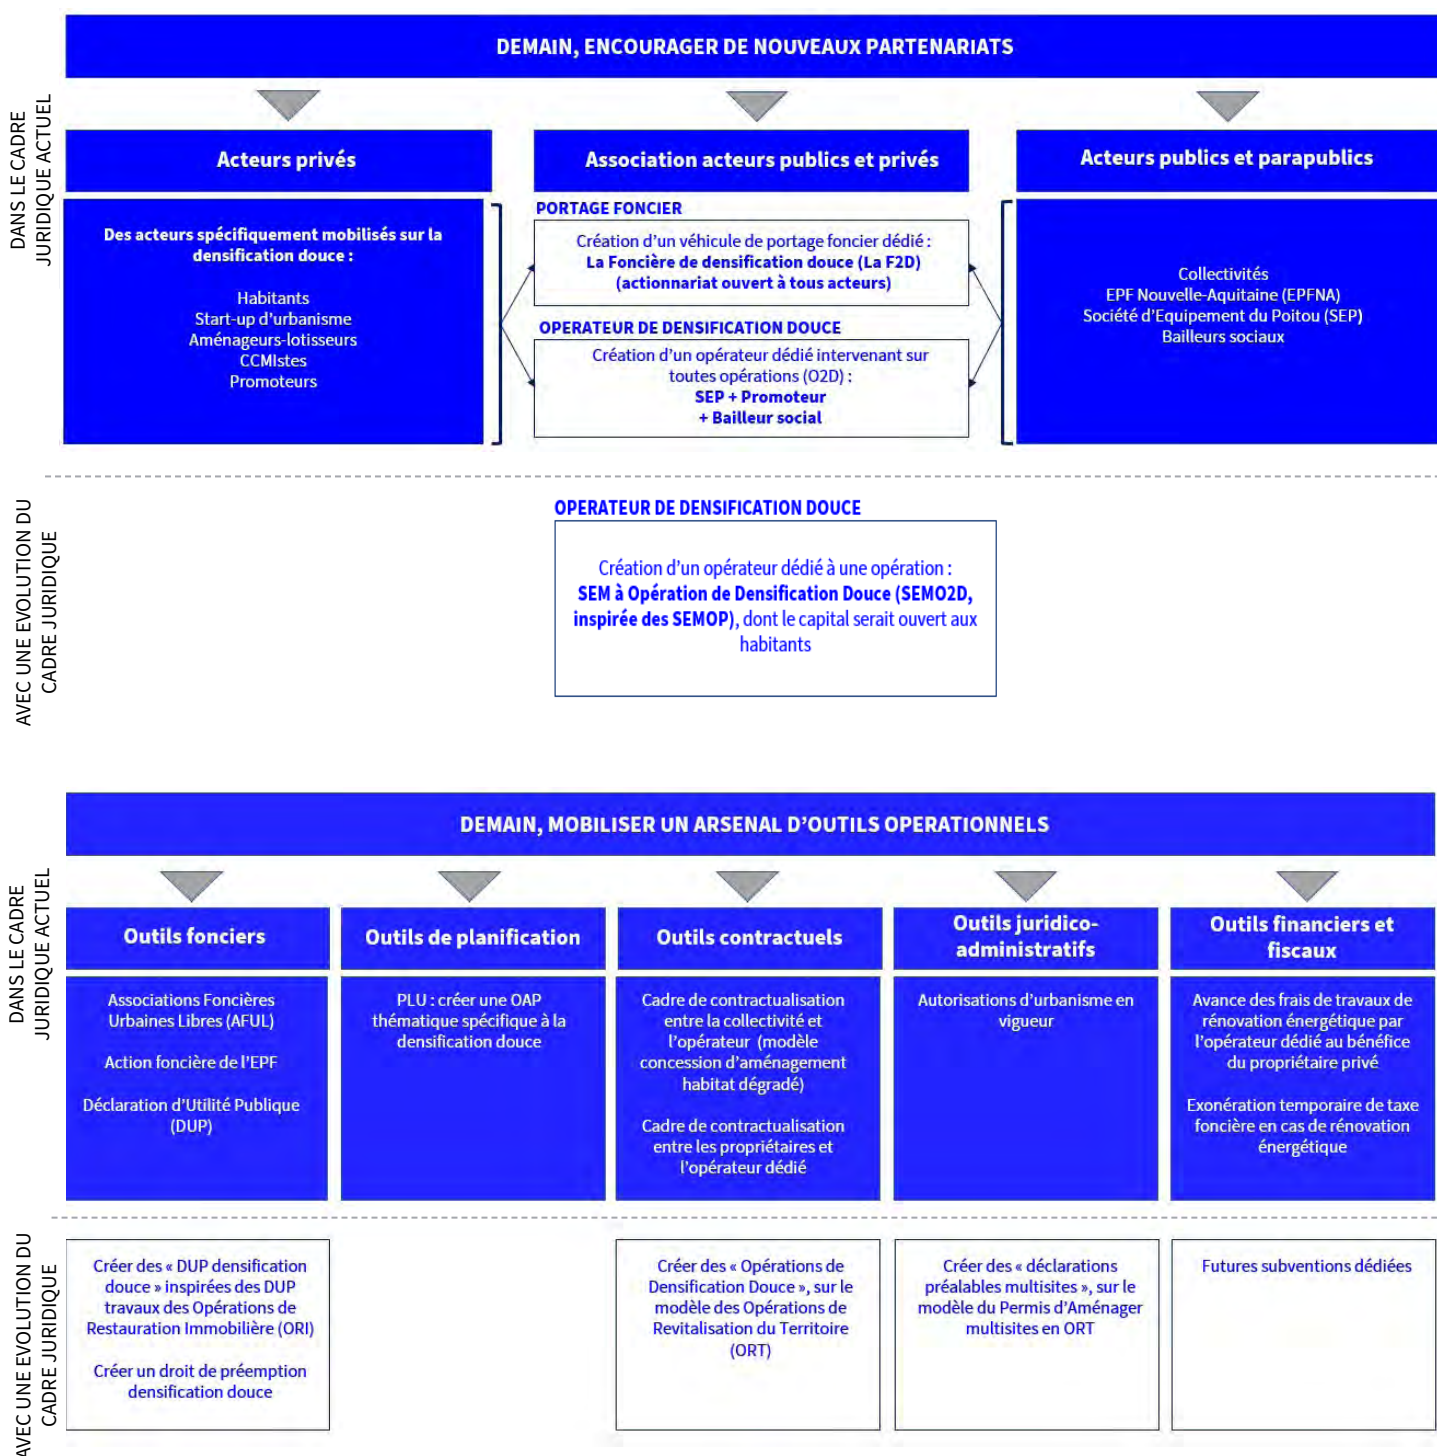 DEMAIN, ENCOURAGER DE NOUVEAUX PARTENARIATS
DANS LE CADRE
JURIDIQUE ACTUEL
Acteurs privés
Des acteurs spécifiquement mobilisés sur la
densification douce :
Habitants
Start-up d’urbanisme
Aménageurs-lotisseurs
CCMIstes
Promoteurs
Association acteurs publics et privés
PORTAGE FONCIER
Création d’un véhicule de portage foncier dédié :
La Foncière de densification douce (La F2D)
(actionnariat ouvert à tous acteurs)
OPERATEUR DE DENSIFICATION DOUCE
Création d’un opérateur dédié intervenant sur
toutes opérations (O2D) :
SEP + Promoteur
+ Bailleur social
Acteurs publics et parapublics
Collectivités
EPF Nouvelle-Aquitaine (EPFNA)
Société d’Equipement du Poitou (SEP)
Bailleurs sociaux
AVEC UNE EVOLUTION DU
CADRE JURIDIQUE
OPERATEUR DE DENSIFICATION DOUCE
Création d’un opérateur dédié à une opération :
SEM à Opération de Densification Douce (SEMO2D,
inspirée des SEMOP), dont le capital serait ouvert aux
habitants
DEMAIN, MOBILISER UN ARSENAL D’OUTILS OPERATIONNELS
DANS LE CADRE
JURIDIQUE ACTUEL
Outils fonciers
Associations Foncières
Urbaines Libres (AFUL)
Action foncière de l’EPF
Déclaration d’Utilité Publique
(DUP)
Outils de planification
PLU : créer une OAP
thématique spécifique à la
densification douce
Outils contractuels
Cadre de contractualisation
entre la collectivité et
l’opérateur (modèle
concession d’aménagement
habitat dégradé)
Cadre de contractualisation
entre les propriétaires et
l’opérateur dédié
Outils juridico-
administratifs
Autorisations d’urbanisme en
vigueur
Outils financiers et
fiscaux
Avance des frais de travaux de
rénovation énergétique par
l’opérateur dédié au bénéfice
du propriétaire privé
Exonération temporaire de taxe
foncière en cas de rénovation
énergétique
AVEC UNE EVOLUTION DU
CADRE JURIDIQUE
Créer des « DUP densification
douce » inspirées des DUP
travaux des Opérations de
Restauration Immobilière (ORI)
Créer un droit de préemption
densification douce
Créer des « Opérations de
Densification Douce », sur le
modèle des Opérations de
Revitalisation du Territoire
(ORT)
Créer des « déclarations
préalables multisites », sur le
modèle du Permis d’Aménager
multisites en ORT
Futures subventions dédiées